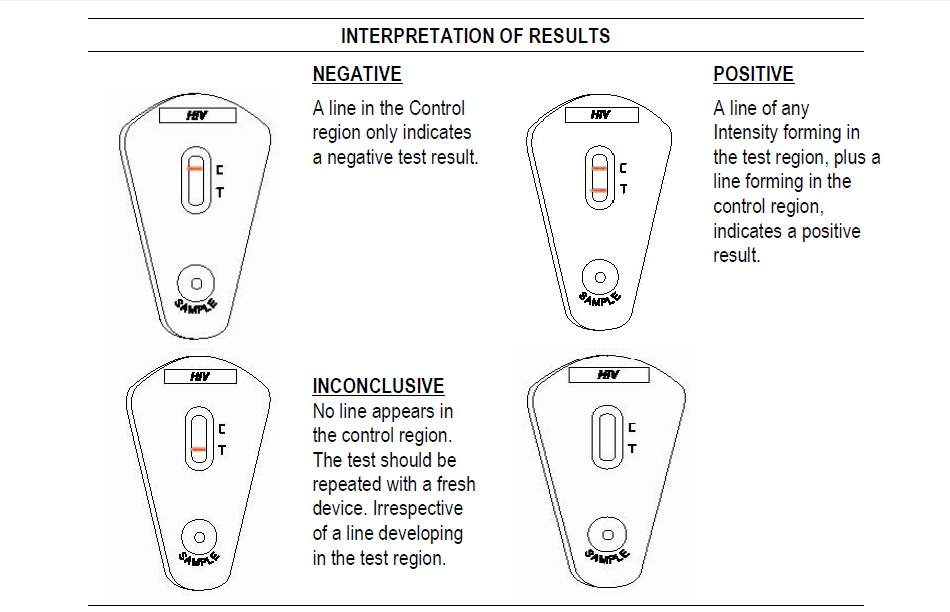 INTERPRETATION OF RESULTS
NEGATIVE
A line in the Control
region only indicates
a negative test result.
HIV
C
T
SAMPLE
POSITIVE
A line of any
Intensity forming in
the test region, plus a
line forming in the
control region,
indicates a positive
result.
HIV
C
T
SAMPLE
INCONCLUSIVE
No line appears in
the control region.
The test should be
repeated with a fresh
device. Irrespective
of a line developing
in the test region.
HIV
C
T
SAMPLE
HIV
C
T
SAMPLE